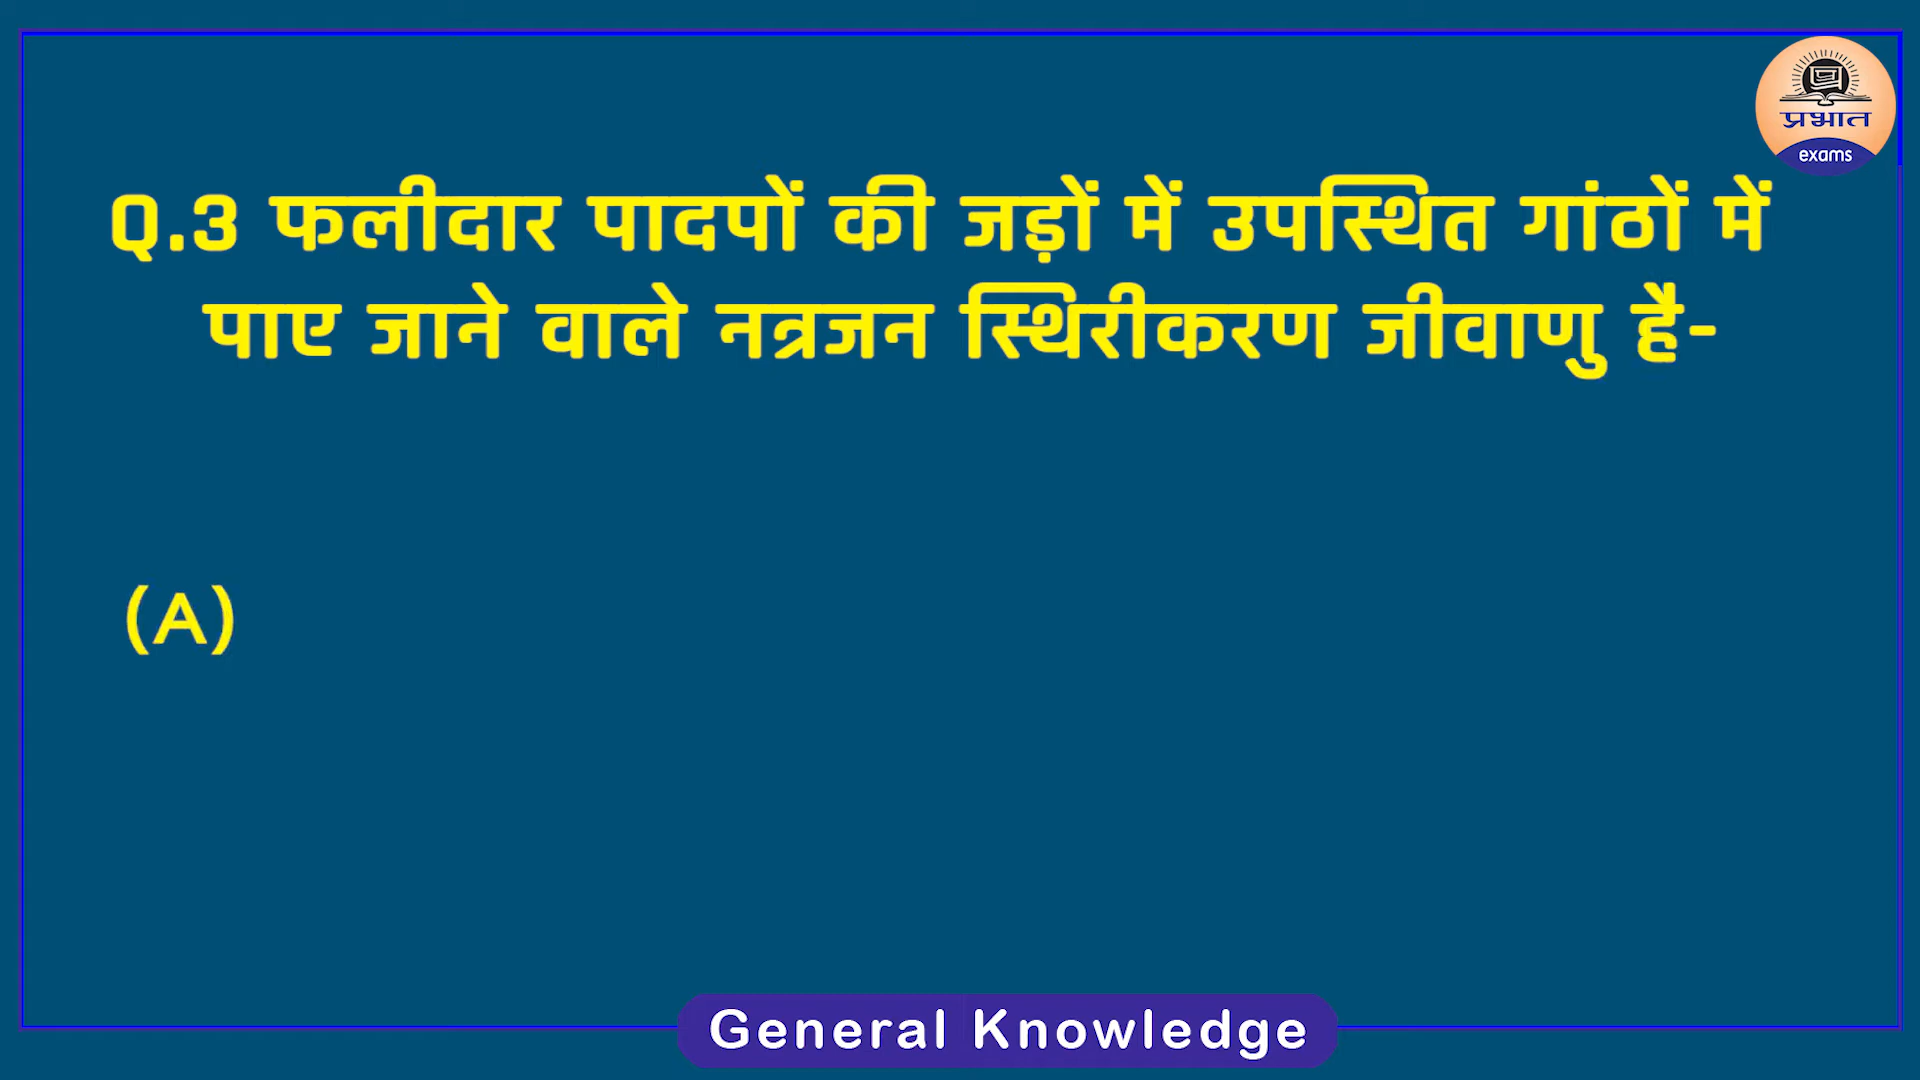 प्रभात
exams
Q.3 फलीदार पादपों की जड़ों में उपस्थित गांठों में
पाए जाने वाले नत्रजन स्थिरीकरण जीवाणु है-
(A)
General Knowledge